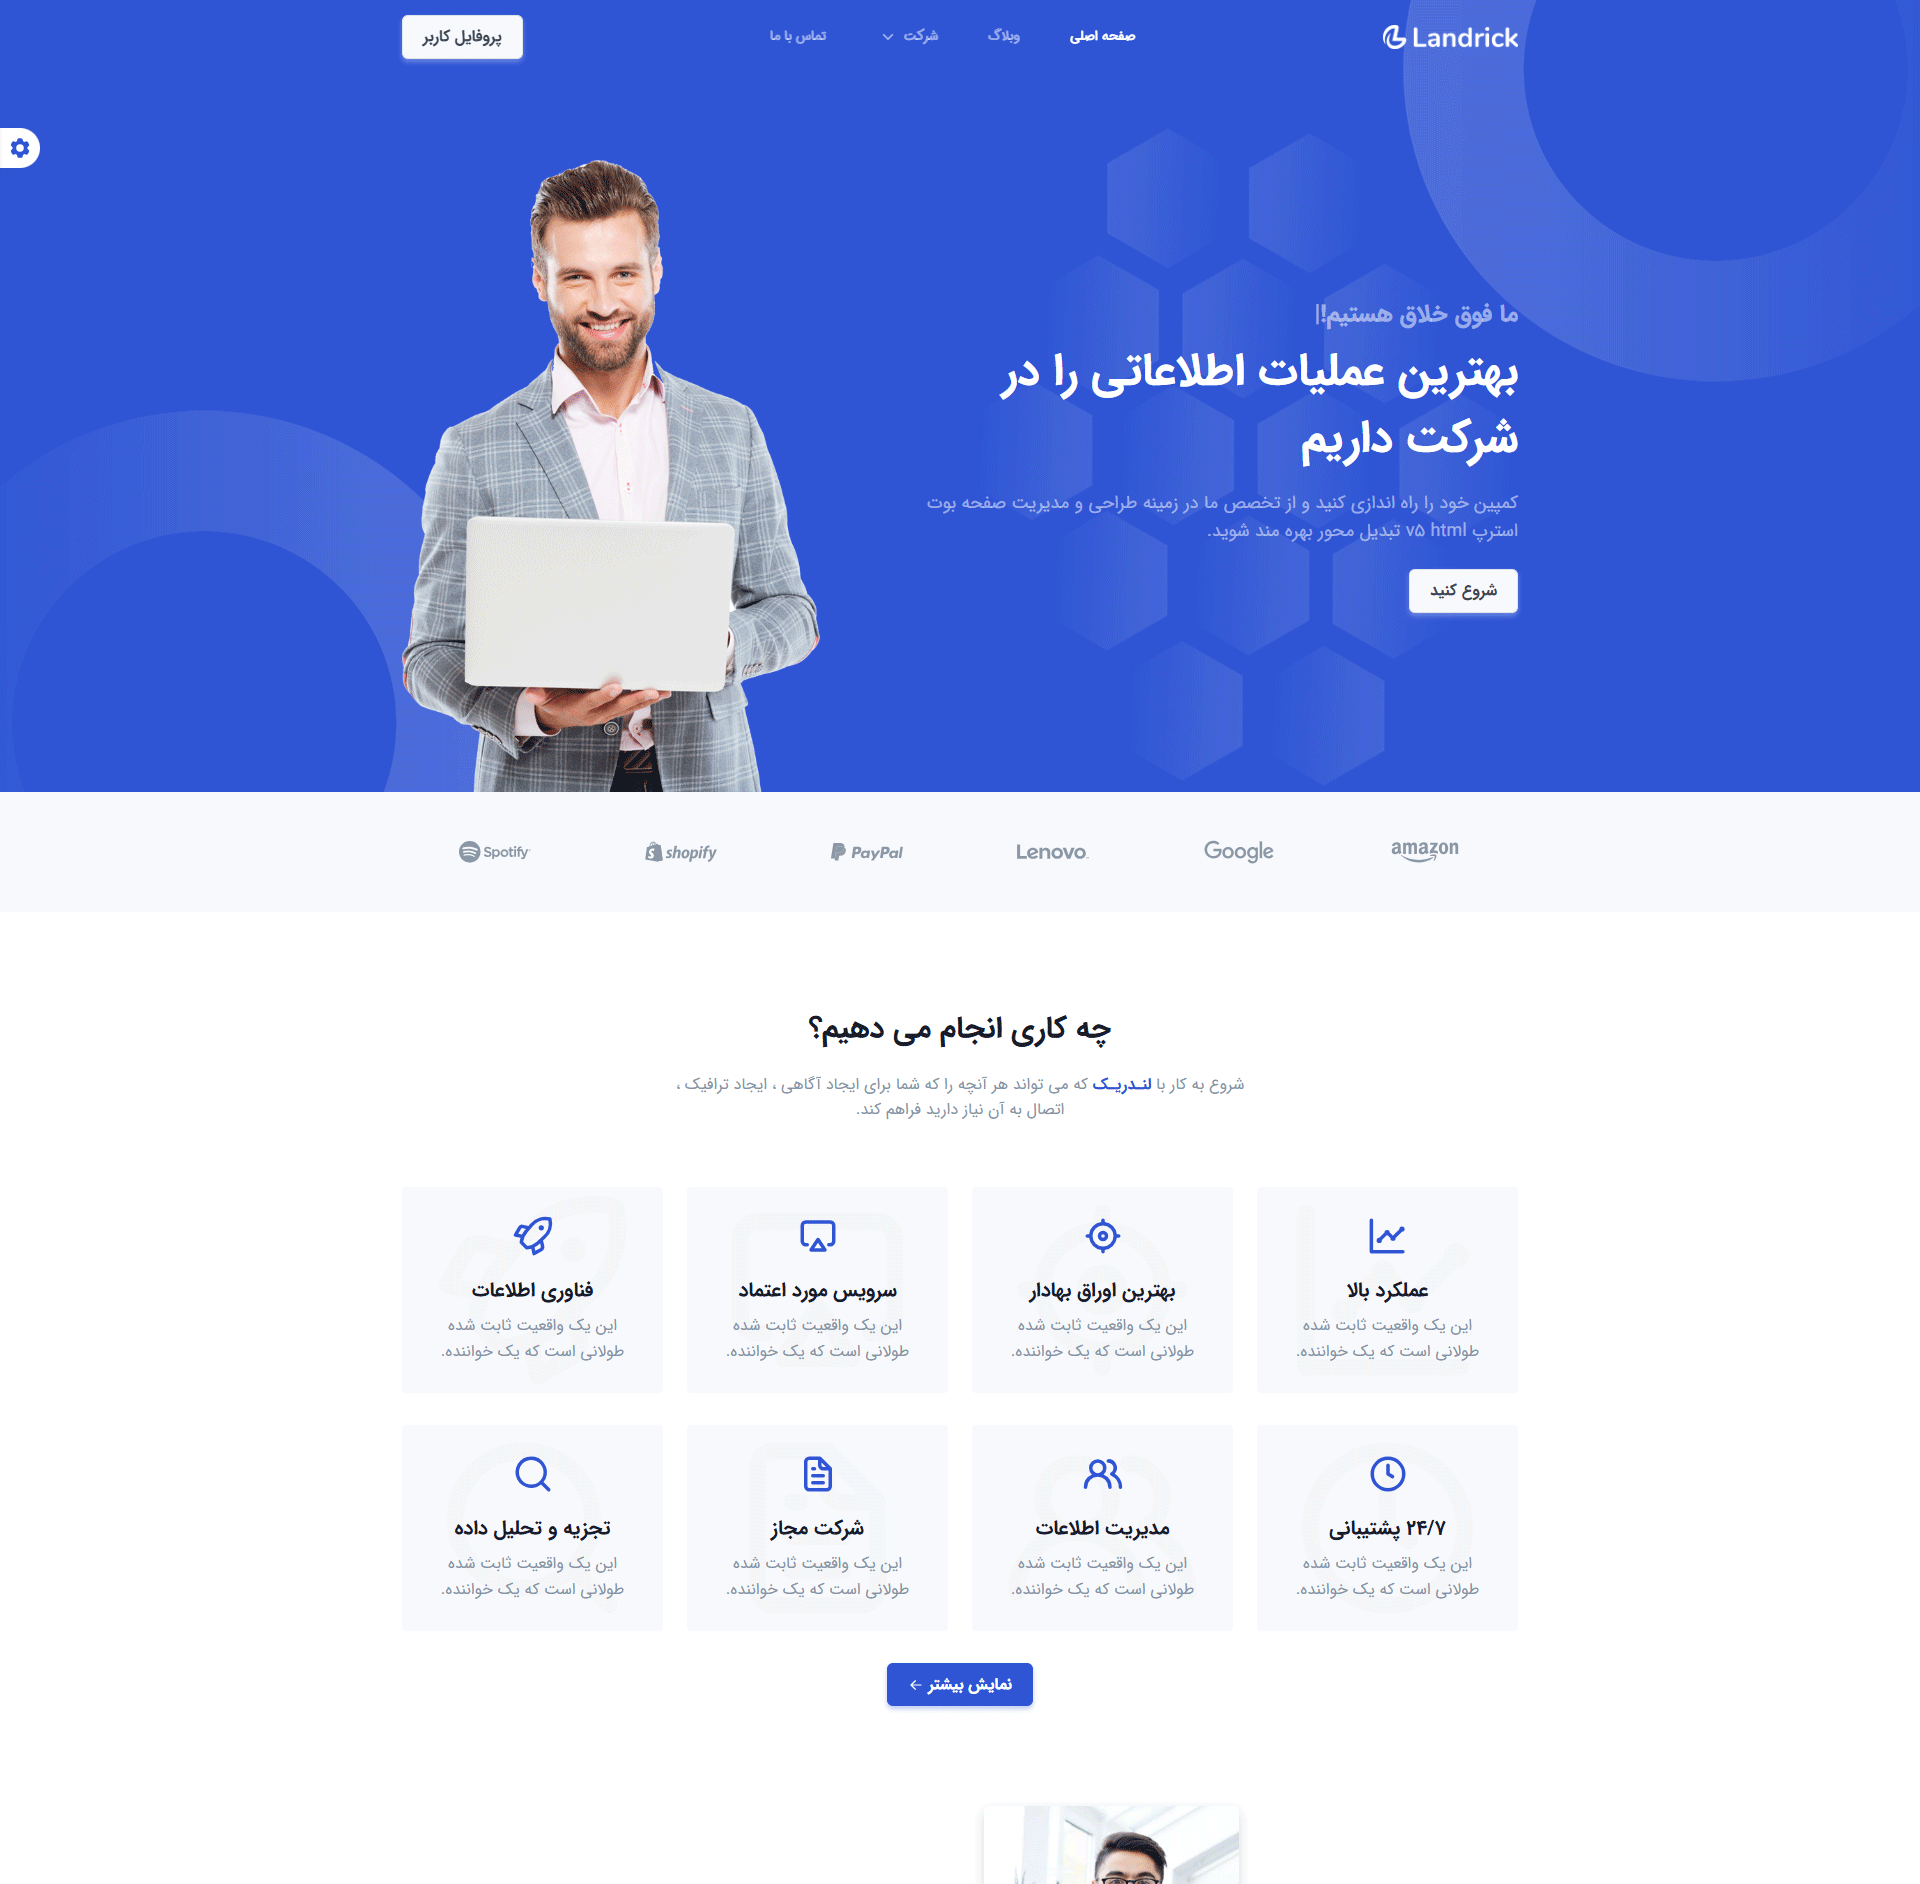 Landrick
صفحه اصلی
وبلاگ
شرکت
تماس با ما
پروفایل کاربر
ما فوق خلاق هستیم!|
بهترین عملیات اطلاعاتی را در
شرکت داریم
کمپین خود را راه اندازی کنید و از تخصص ما در زمینه طراحی و مدیریت صفحه بوت
استرپ v۵ html تبدیل محور بهره مند شوید.
شروع کنید
amazon
Google
Lenovo
PayPal
shopify
Spotify
چه کاری انجام می دهیم؟
شروع به کار با لنـدریـک که می تواند هر آنچه را که شما برای ایجاد آگاهی ، ایجاد ترافیک ،
اتصال به آن نیاز دارید فراهم کند.
عملکرد بالا
این یک واقعیت ثابت شده
طولانی است که یک خواننده.
بهترین اوراق بهادار
این یک واقعیت ثابت شده
طولانی است که یک خواننده.
سرویس مورد اعتماد
این یک واقعیت ثابت شده
طولانی است که یک خواننده.
فناوری اطلاعات
این یک واقعیت ثابت شده
طولانی است که یک خواننده.
۲۴/۷ پشتیبانی
این یک واقعیت ثابت شده
طولانی است که یک خواننده.
مدیریت اطلاعات
این یک واقعیت ثابت شده
طولانی است که یک خواننده.
شرکت مجاز
این یک واقعیت ثابت شده
طولانی است که یک خواننده.
تجزیه و تحلیل داده
این یک واقعیت ثابت شده
طولانی است که یک خواننده.
نمایش بیشتر ←